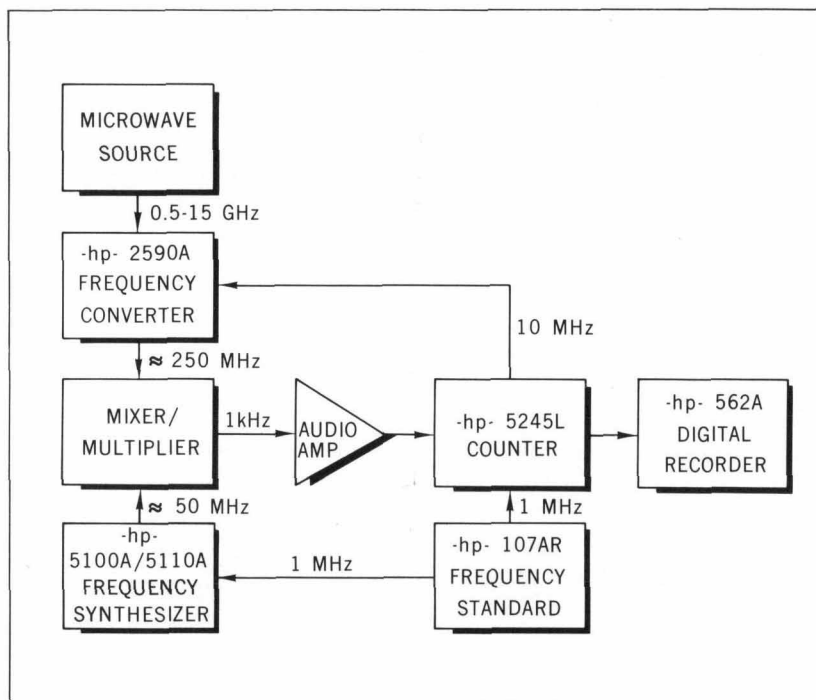 MICROWAVE
SOURCE
0.5-15 GHz
-hp- 2590A
FREQUENCY
CONVERTER
10 MHz
≈ 250 MHz
MIXER/
MULTIPLIER
1kHz
AUDIO
AMP
-hp- 5245L
COUNTER
-hp- 562A
DIGITAL
RECORDER
≈ 50 MHz
1 MHz
-hp-
5100A/5110A
FREQUENCY
SYNTHESIZER
1 MHz
-hp- 107AR
FREQUENCY
STANDARD